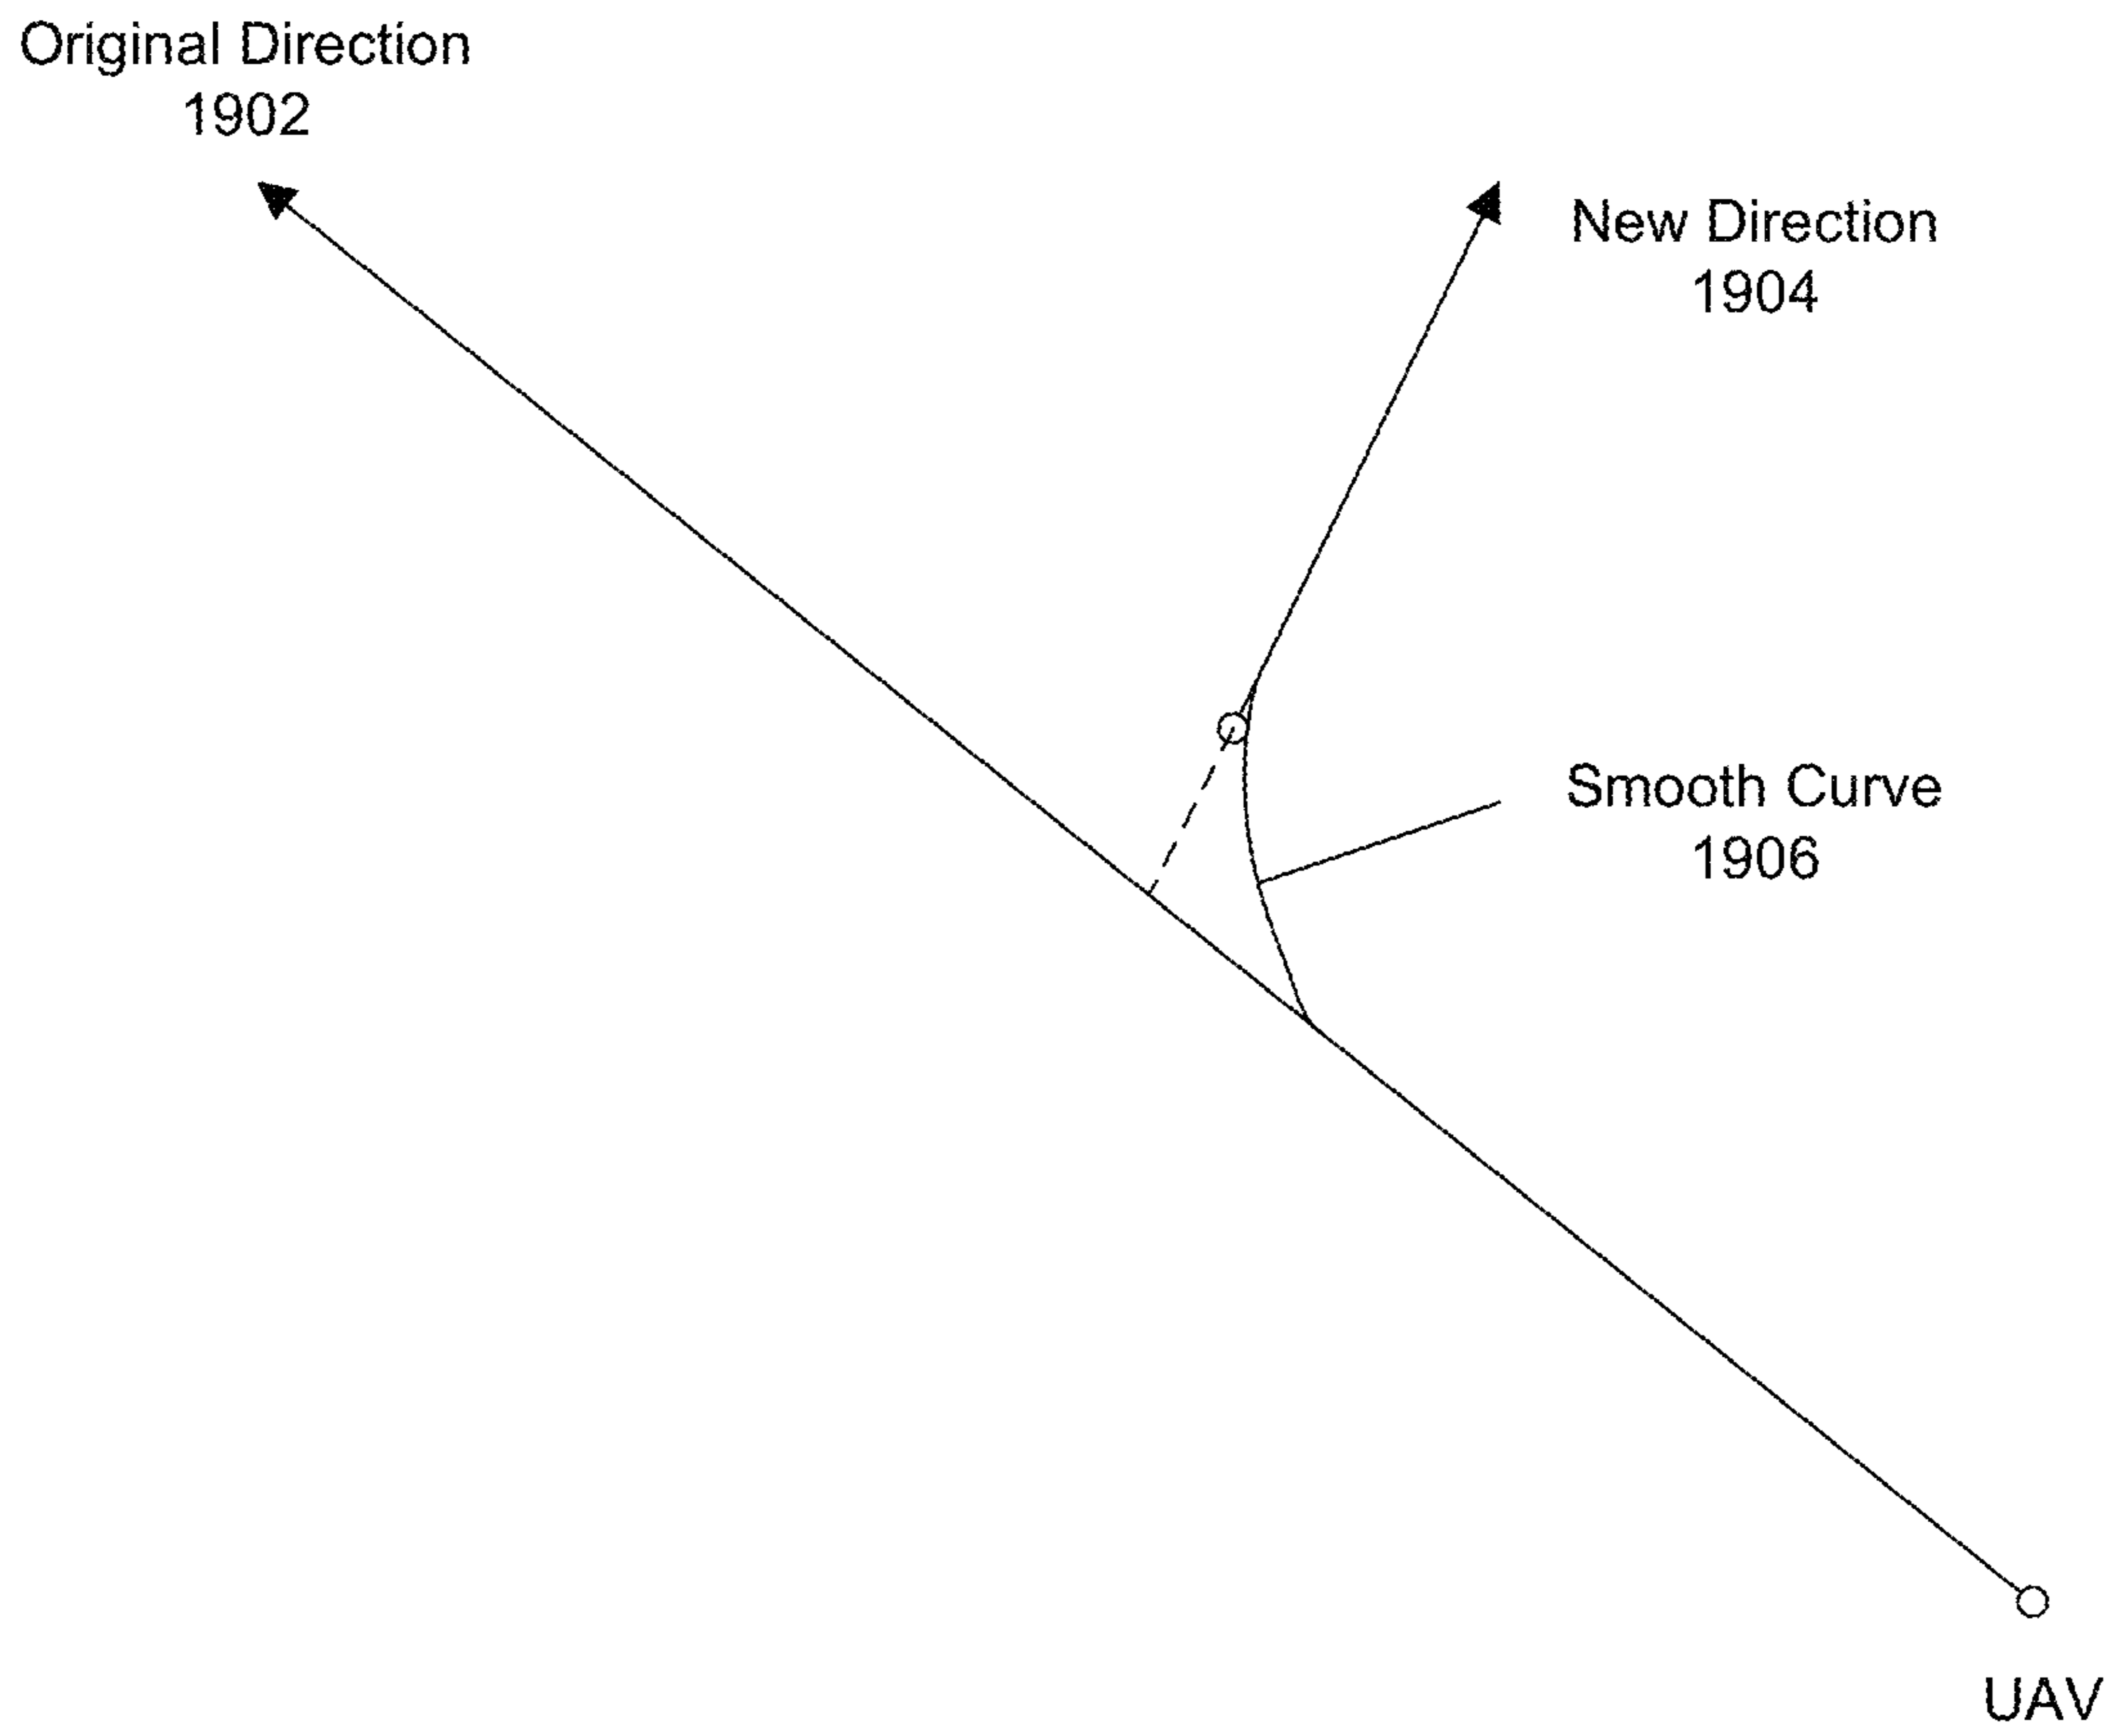 Original Direction
1902
New Direction
1904
Smooth Curve
1906
UAV